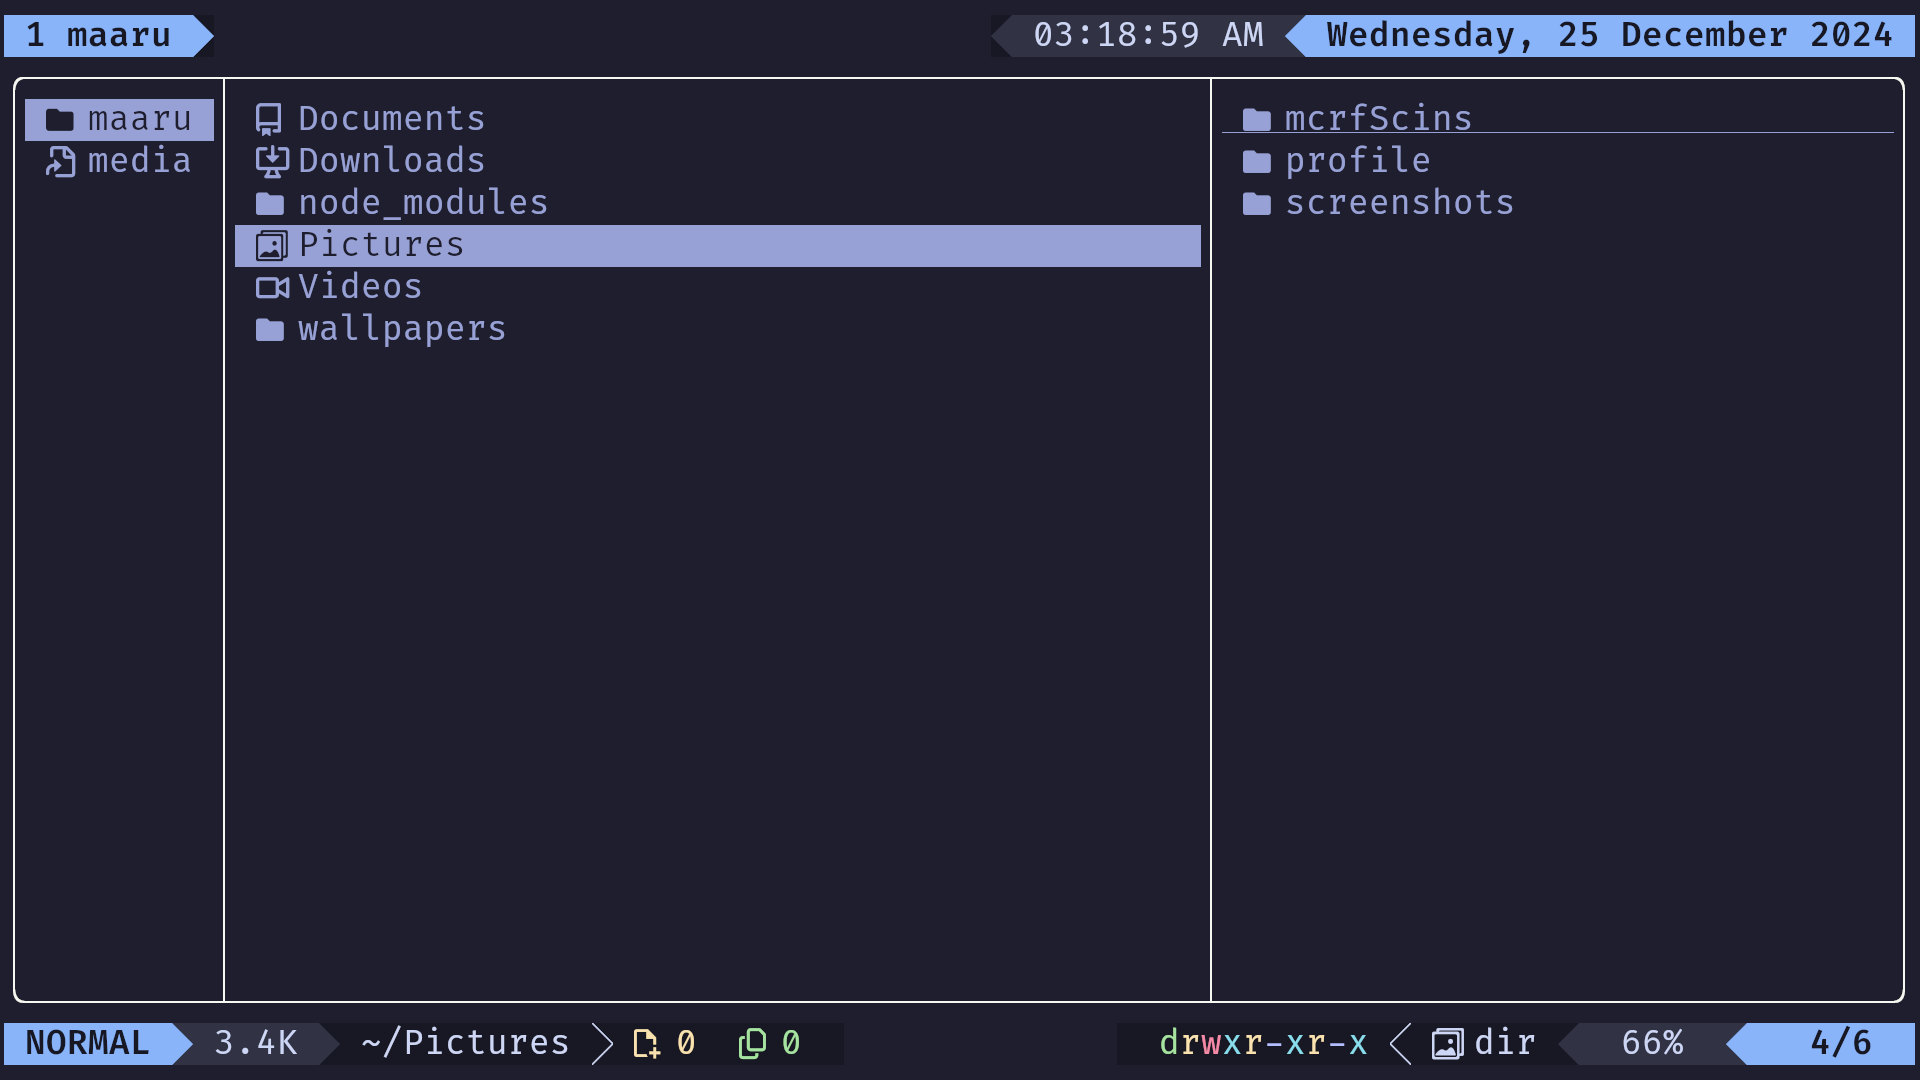 1 maaru
03:18:59 AM
Wednesday, 25 December 2024
maaru
media
Documents
Downloads
node_modules
Pictures
Videos
wallpapers
mcrfScins
profile
screenshots
NORMAL 3.4K ~/Pictures 0 0 drwxr-xr-x dir 66% 4/6